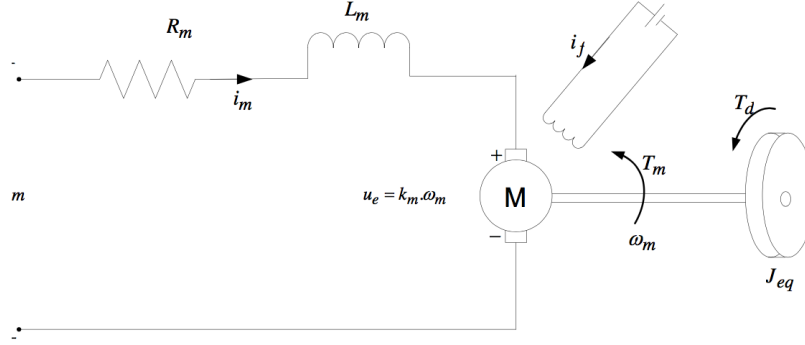 R_m
L_m
i_m
i_f
T_d
+
T_m
m
u_e = k_m.ω_m
M
−
ω_m
J_eq
-
-